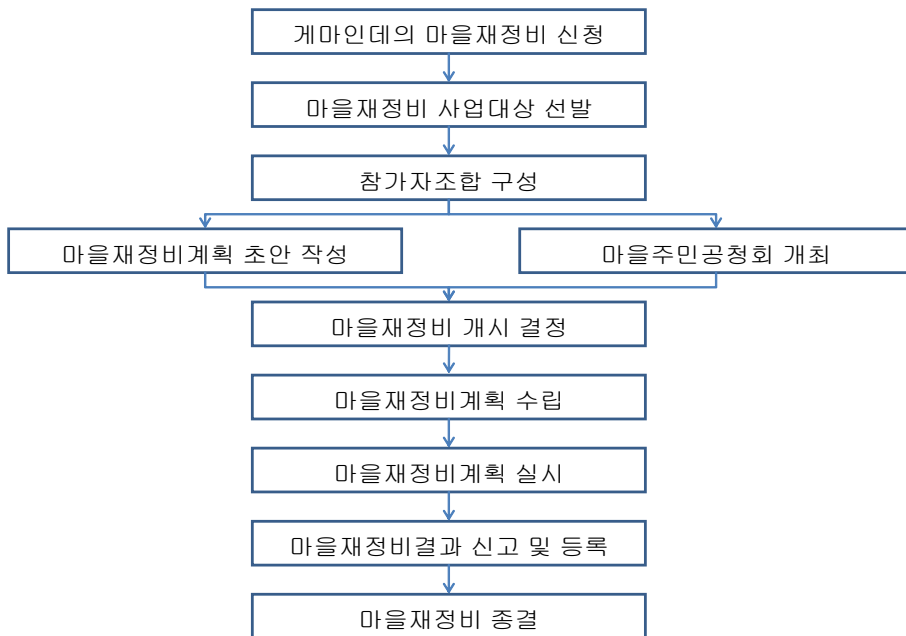 게마인데의 마을재정비 신청
마을재정비 사업대상 선발
참가자조합 구성
마을재정비계획 초안 작성
마을주민공청회 개최
마을재정비 개시 결정
마을재정비계획 수립
마을재정비계획 실시
마을재정비결과 신고 및 등록
마을재정비 종결